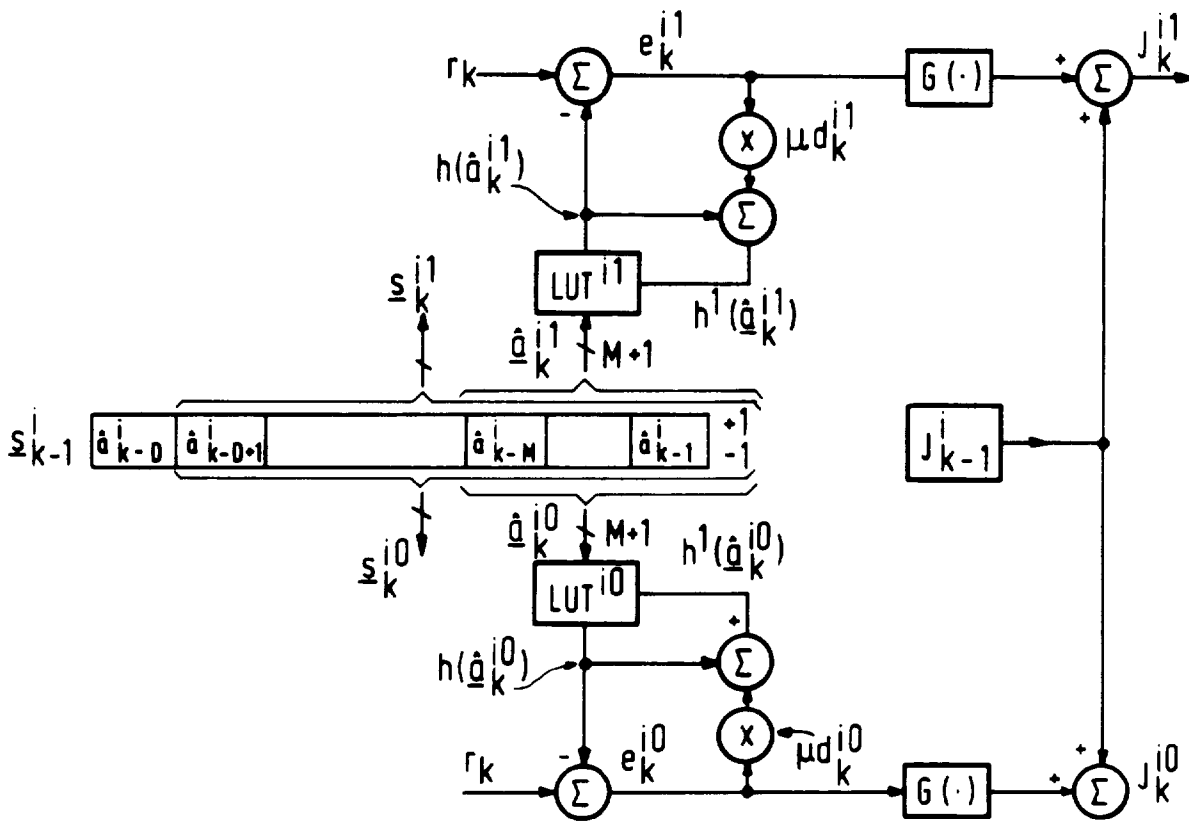 e_k^{i1} J_k^{i1}
r_k Σ G(·) + Σ
- + 
x μd_k^{i1}
h(â_k^{i1}) Σ
LUT^{i1}
s_k^{i1} h^1(â_k^{i1})
â_k^{i1} M+1
s_{k-1}^i â_{k-D}^i â_{k-D+1}^i â_{k-M}^i â_{k-1}^i +1 -1 J_{k-1}^i
s_k^{i0} â_k^{i0} M+1 h^1(â_k^{i0})
LUT^{i0}
+
h(â_k^{i0}) Σ
x μd_k^{i0}
- e_k^{i0} +
r_k Σ G(·) + Σ J_k^{i0}